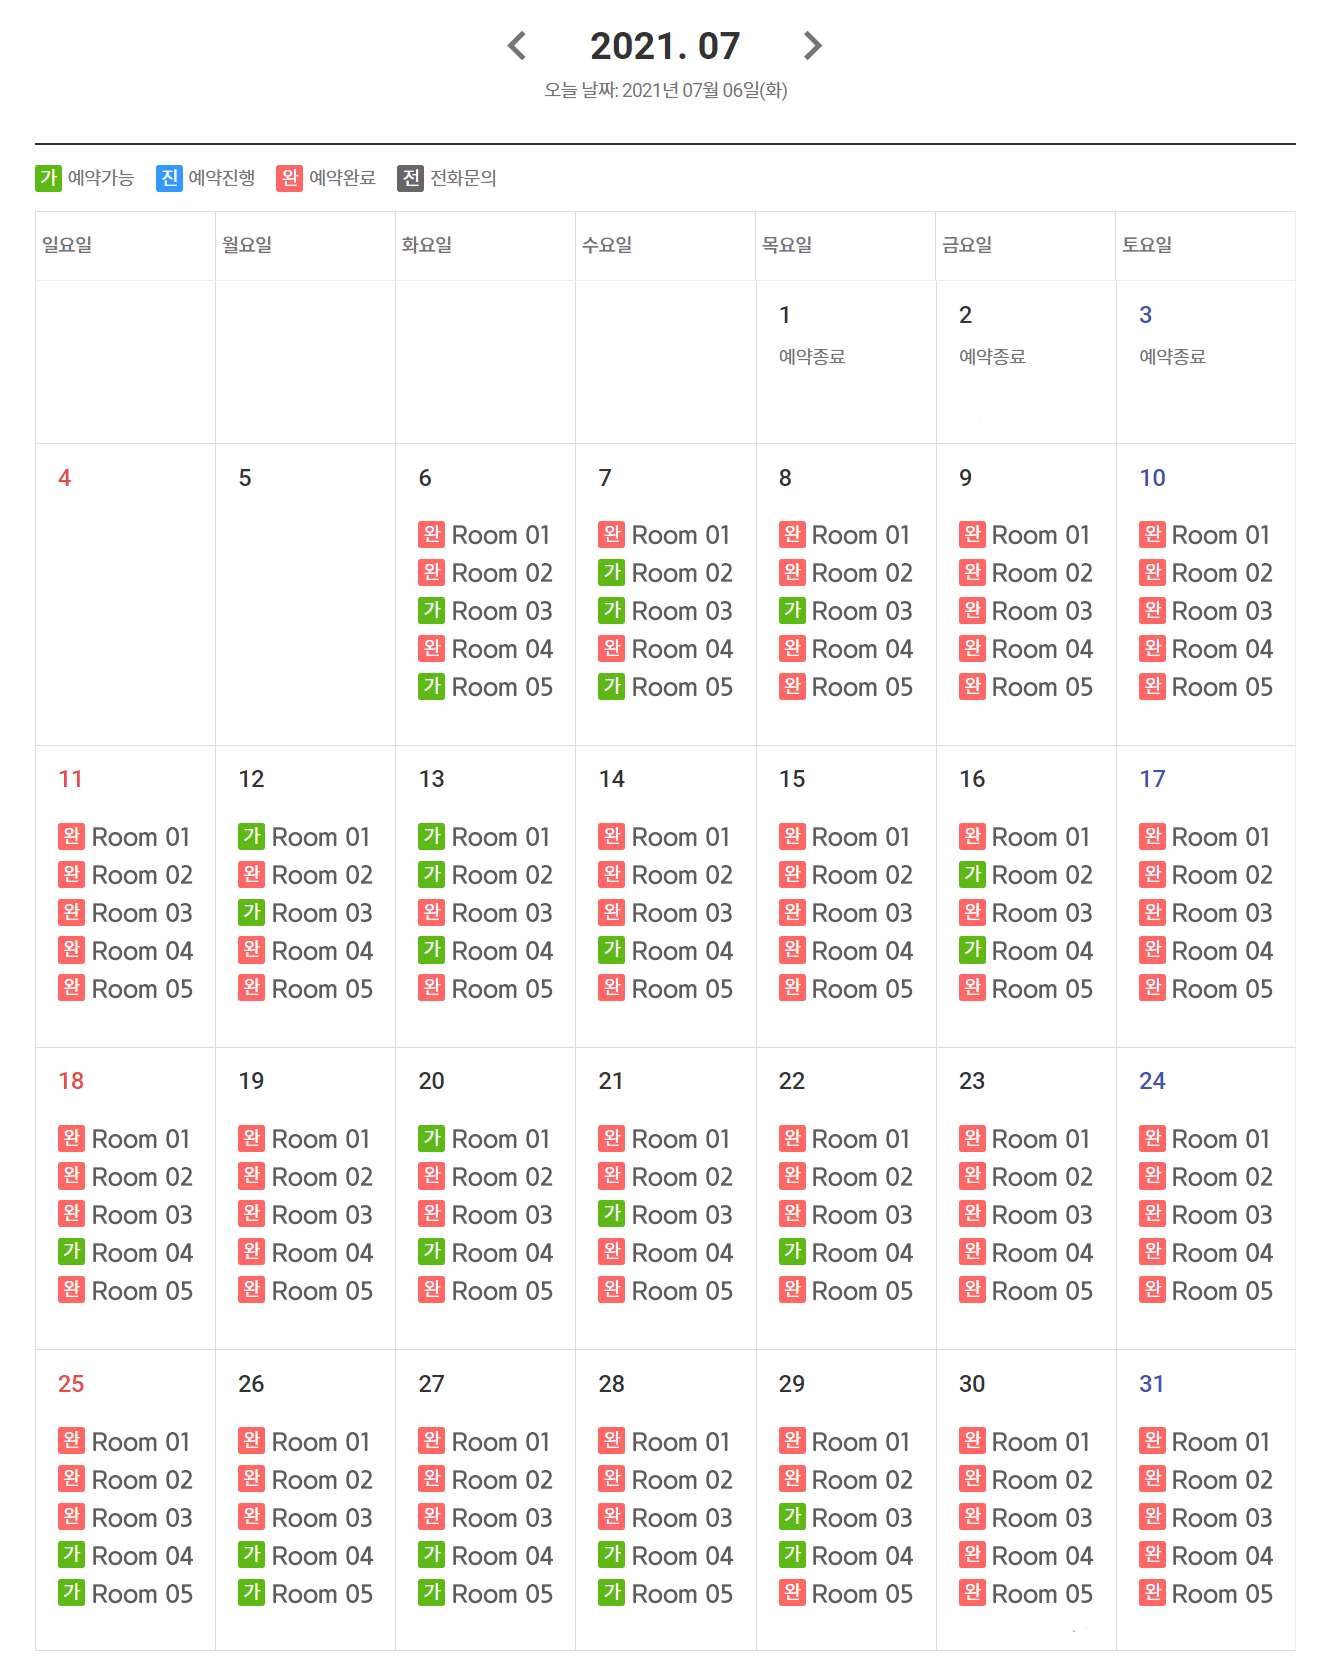 2021. 07
오늘 날짜: 2021년 07월 06일(화)
가 예약가능 진 예약진행 완 예약완료 전 전화문의
일요일 월요일 화요일 수요일 목요일 금요일 토요일
1 2 3
예약종료 예약종료 예약종료
4 5 6 7 8 9 10
완 Room 01 완 Room 01 완 Room 01 완 Room 01 완 Room 01
완 Room 02 가 Room 02 완 Room 02 완 Room 02 완 Room 02
가 Room 03 가 Room 03 가 Room 03 완 Room 03 완 Room 03
완 Room 04 완 Room 04 완 Room 04 완 Room 04 완 Room 04
가 Room 05 가 Room 05 완 Room 05 완 Room 05 완 Room 05
11 12 13 14 15 16 17
완 Room 01 가 Room 01 가 Room 01 완 Room 01 완 Room 01 완 Room 01 완 Room 01
완 Room 02 완 Room 02 가 Room 02 완 Room 02 완 Room 02 가 Room 02 완 Room 02
완 Room 03 가 Room 03 완 Room 03 완 Room 03 완 Room 03 완 Room 03 완 Room 03
완 Room 04 완 Room 04 가 Room 04 가 Room 04 완 Room 04 가 Room 04 완 Room 04
완 Room 05 완 Room 05 완 Room 05 완 Room 05 완 Room 05 완 Room 05 완 Room 05
18 19 20 21 22 23 24
완 Room 01 완 Room 01 가 Room 01 완 Room 01 완 Room 01 완 Room 01 완 Room 01
완 Room 02 완 Room 02 완 Room 02 완 Room 02 완 Room 02 완 Room 02 완 Room 02
완 Room 03 완 Room 03 완 Room 03 가 Room 03 완 Room 03 완 Room 03 완 Room 03
가 Room 04 완 Room 04 가 Room 04 완 Room 04 가 Room 04 완 Room 04 완 Room 04
완 Room 05 완 Room 05 완 Room 05 완 Room 05 완 Room 05 완 Room 05 완 Room 05
25 26 27 28 29 30 31
완 Room 01 완 Room 01 완 Room 01 완 Room 01 완 Room 01 완 Room 01 완 Room 01
완 Room 02 완 Room 02 완 Room 02 완 Room 02 완 Room 02 완 Room 02 완 Room 02
완 Room 03 완 Room 03 완 Room 03 완 Room 03 가 Room 03 완 Room 03 완 Room 03
가 Room 04 가 Room 04 가 Room 04 가 Room 04 가 Room 04 완 Room 04 완 Room 04
가 Room 05 가 Room 05 가 Room 05 가 Room 05 완 Room 05 완 Room 05 완 Room 05